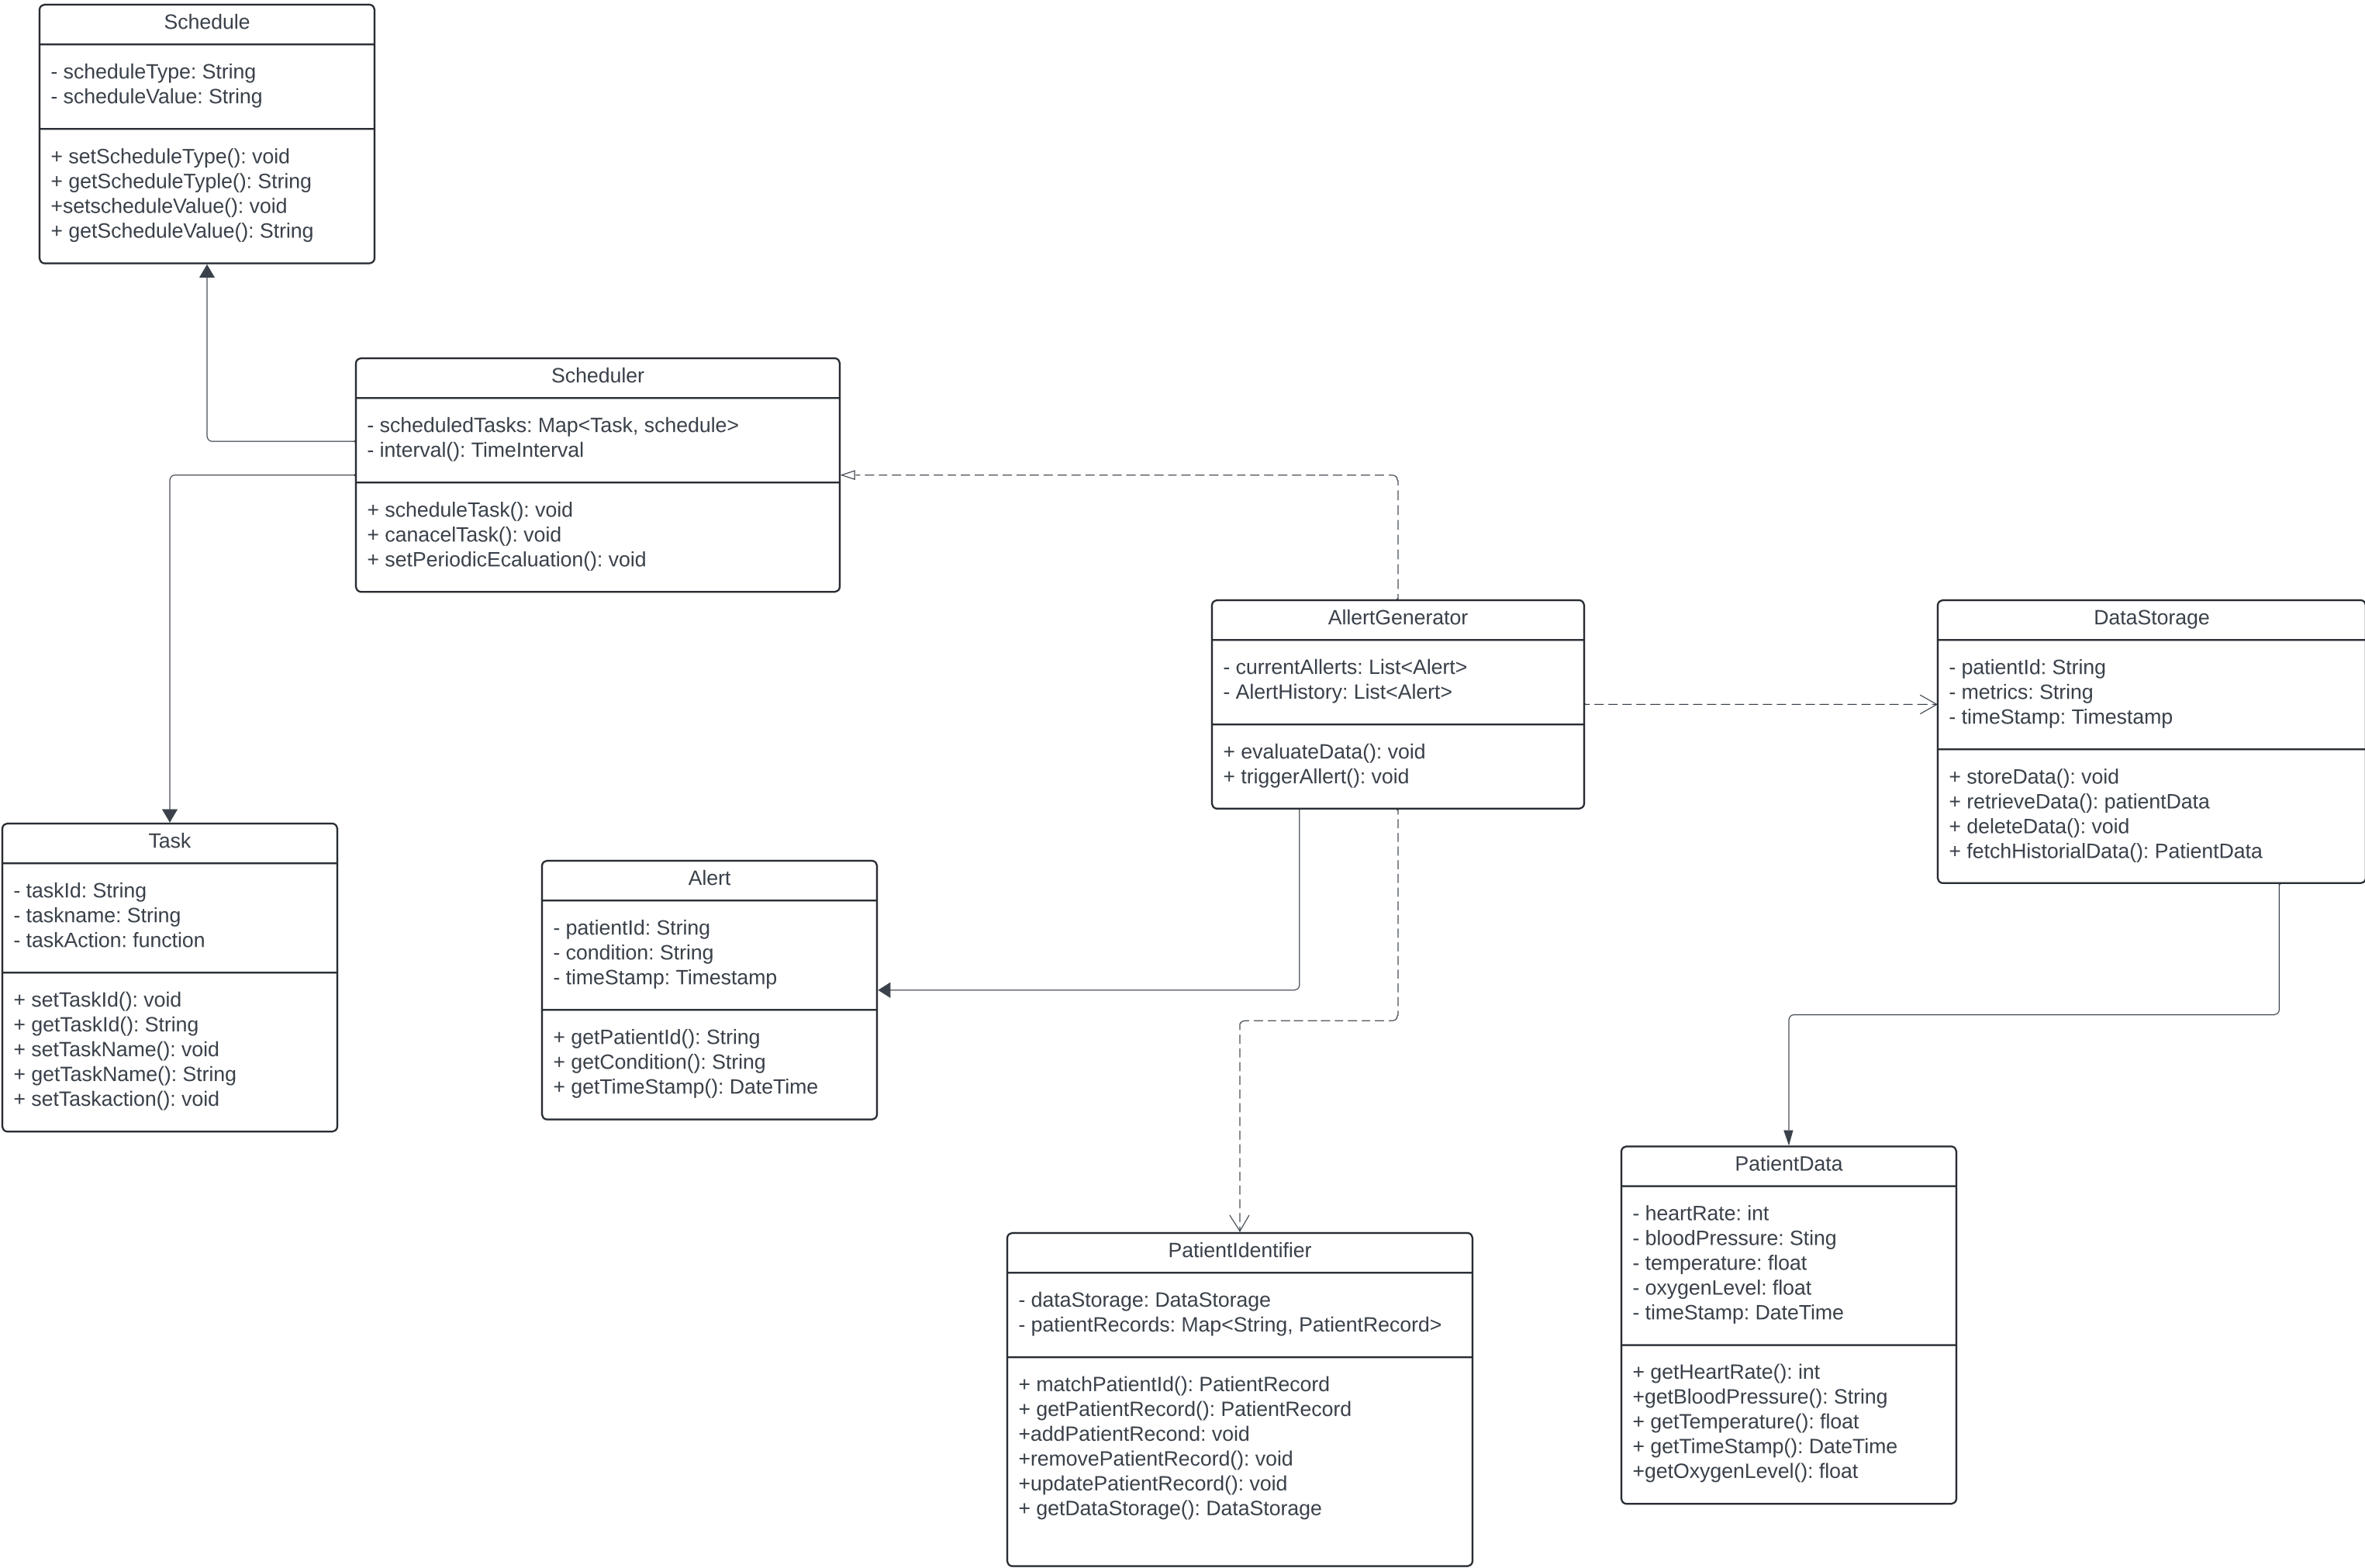 Schedule
- scheduleType: String
- scheduleValue: String
+ setScheduleType(): void
+ getScheduleTyple(): String
+setscheduleValue(): void
+ getScheduleValue(): String
Scheduler
- scheduledTasks: Map<Task, schedule>
- interval(): TimeInterval
+ scheduleTask(): void
+ canacelTask(): void
+ setPeriodicEcaluation(): void
AllertGenerator
- currentAllerts: List<Alert>
- AlertHistory: List<Alert>
+ evaluateData(): void
+ triggerAllert(): void
DataStorage
- patientId: String
- metrics: String
- timeStamp: Timestamp
+ storeData(): void
+ retrieveData(): patientData
+ deleteData(): void
+ fetchHistorialData(): PatientData
Task
- taskId: String
- taskname: String
- taskAction: function
+ setTaskId(): void
+ getTaskId(): String
+ setTaskName(): void
+ getTaskName(): String
+ setTaskaction(): void
Alert
- patientId: String
- condition: String
- timeStamp: Timestamp
+ getPatientId(): String
+ getCondition(): String
+ getTimeStamp(): DateTime
PatientIdentifier
- dataStorage: DataStorage
- patientRecords: Map<String, PatientRecord>
+ matchPatientId(): PatientRecord
+ getPatientRecord(): PatientRecord
+addPatientRecond: void
+removePatientRecord(): void
+updatePatientRecord(): void
+ getDataStorage(): DataStorage
PatientData
- heartRate: int
- bloodPressure: Sting
- temperature: float
- oxygenLevel: float
- timeStamp: DateTime
+ getHeartRate(): int
+getBloodPressure(): String
+ getTemperature(): float
+ getTimeStamp(): DateTime
+getOxygenLevel(): float